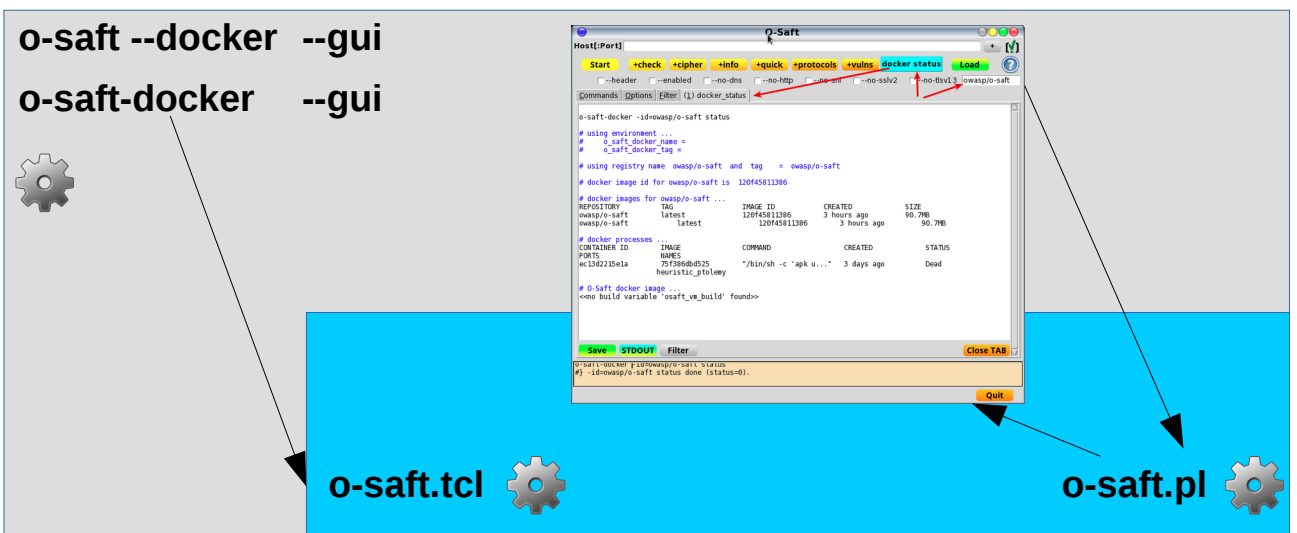 o-saft --docker --gui
o-saft-docker --gui
O-Saft
Host[:Port]
+ [√]
Start +check +cipher +info +quick +protocols +vulns docker status Load ?
--header --enabled --no-dns --no-http --no-sni --no-sslv2 --no-tlsv13 owasp/o-saft
Commands Options Filter (1) docker_status
o-saft-docker -id=owasp/o-saft status
# using environment ...
# o_saft_docker_name =
# o_saft_docker_tag =
# using registry name owasp/o-saft and tag = owasp/o-saft
# docker image id for owasp/o-saft is 120f45811386
# docker images for owasp/o-saft ...
REPOSITORY TAG IMAGE ID CREATED SIZE
owasp/o-saft latest 120f45811386 3 hours ago 90.7MB
owasp/o-saft latest 120f45811386 3 hours ago 90.7MB
# docker processes ...
CONTAINER ID IMAGE COMMAND CREATED STATUS
PORTS NAMES
ec13d2215e1a 75f386dbd525 "/bin/sh -c 'apk u..." 3 days ago Dead
heuristic_ptolemy
# O-Saft docker image ...
<<no build variable 'osaft_vm_build' found>>
Save STDOUT Filter Close TAB
o-saft-docker -id=owasp/o-saft status
#} -id=owasp/o-saft status done (status=0).
Quit
o-saft.tcl
o-saft.pl